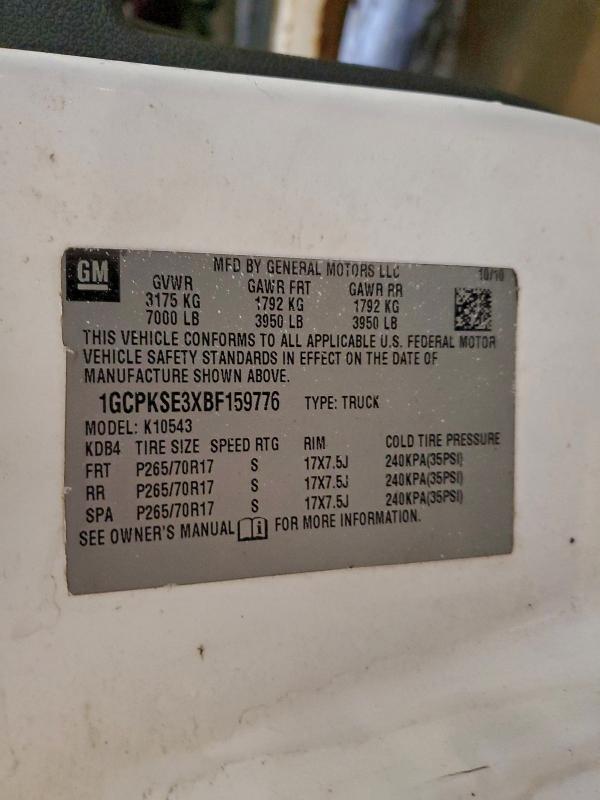 GM
MFD BY GENERAL MOTORS LLC 10/10
GVWR GAWR FRT GAWR RR
3175 KG 1792 KG 1792 KG
7000 LB 3950 LB 3950 LB
THIS VEHICLE CONFORMS TO ALL APPLICABLE U.S. FEDERAL MOTOR
VEHICLE SAFETY STANDARDS IN EFFECT ON THE DATE OF
MANUFACTURE SHOWN ABOVE.
1GCPKSE3XBF159776 TYPE: TRUCK
MODEL: K10543
KDB4 TIRE SIZE SPEED RTG RIM COLD TIRE PRESSURE
FRT P265/70R17 S 17X7.5J 240KPA(35PSI)
RR P265/70R17 S 17X7.5J 240KPA(35PSI)
SPA P265/70R17 S 17X7.5J 240KPA(35PSI)
SEE OWNER'S MANUAL i FOR MORE INFORMATION.